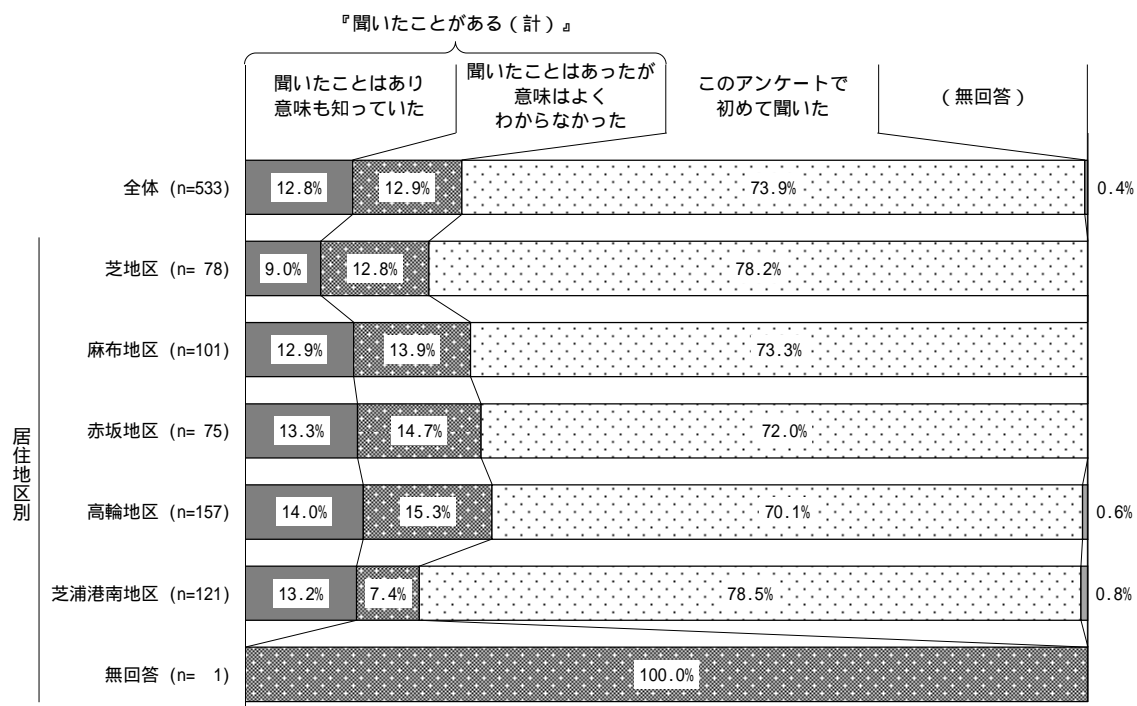 『聞いたことがある(計)』
聞いたことはあり
意味も知っていた
聞いたことはあったが
意味はよく
わからなかった
このアンケートで
初めて聞いた
(無回答)
全体 (n=533) 12.8% 12.9% 73.9% 0.4%
居住地区別
芝地区 (n= 78) 9.0% 12.8% 78.2%
麻布地区 (n=101) 12.9% 13.9% 73.3%
赤坂地区 (n= 75) 13.3% 14.7% 72.0%
高輪地区 (n=157) 14.0% 15.3% 70.1% 0.6%
芝浦港南地区 (n=121) 13.2% 7.4% 78.5% 0.8%
無回答 (n= 1) 100.0%